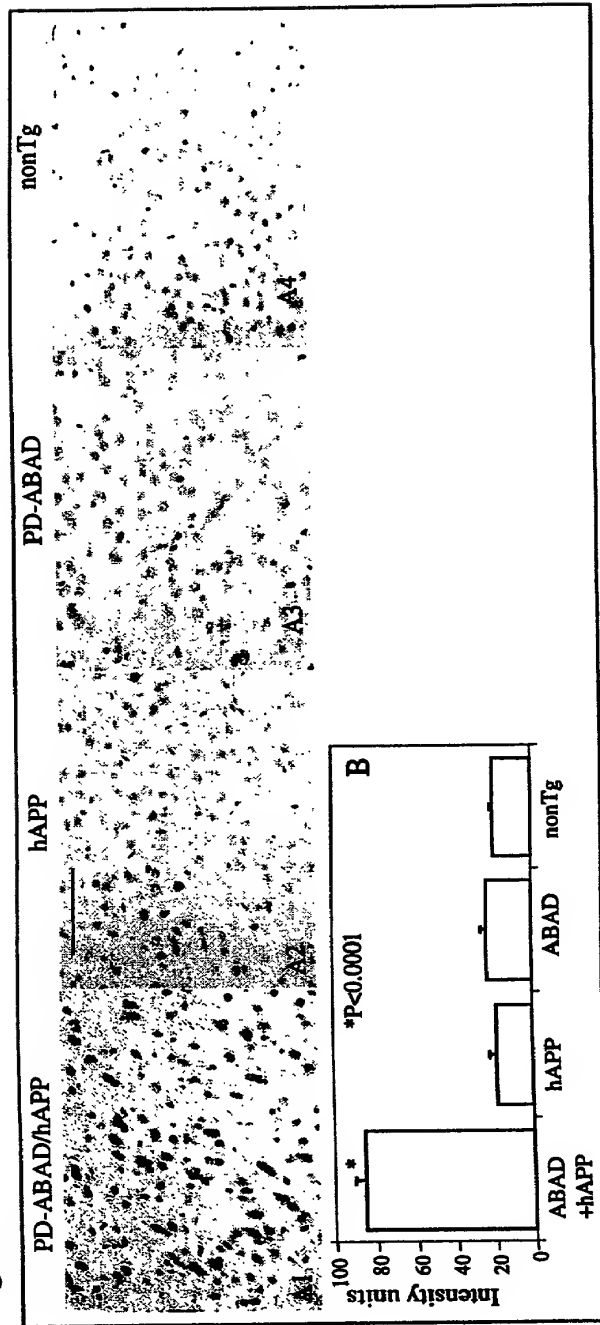 PD-ABAD/hAPP
hAPP
PD-ABAD
nonTg
A1
A2
A3
A4
B
*P<0.0001
*
Intensity units
100
80
60
40
20
0
ABAD
+hAPP
hAPP
ABAD
nonTg